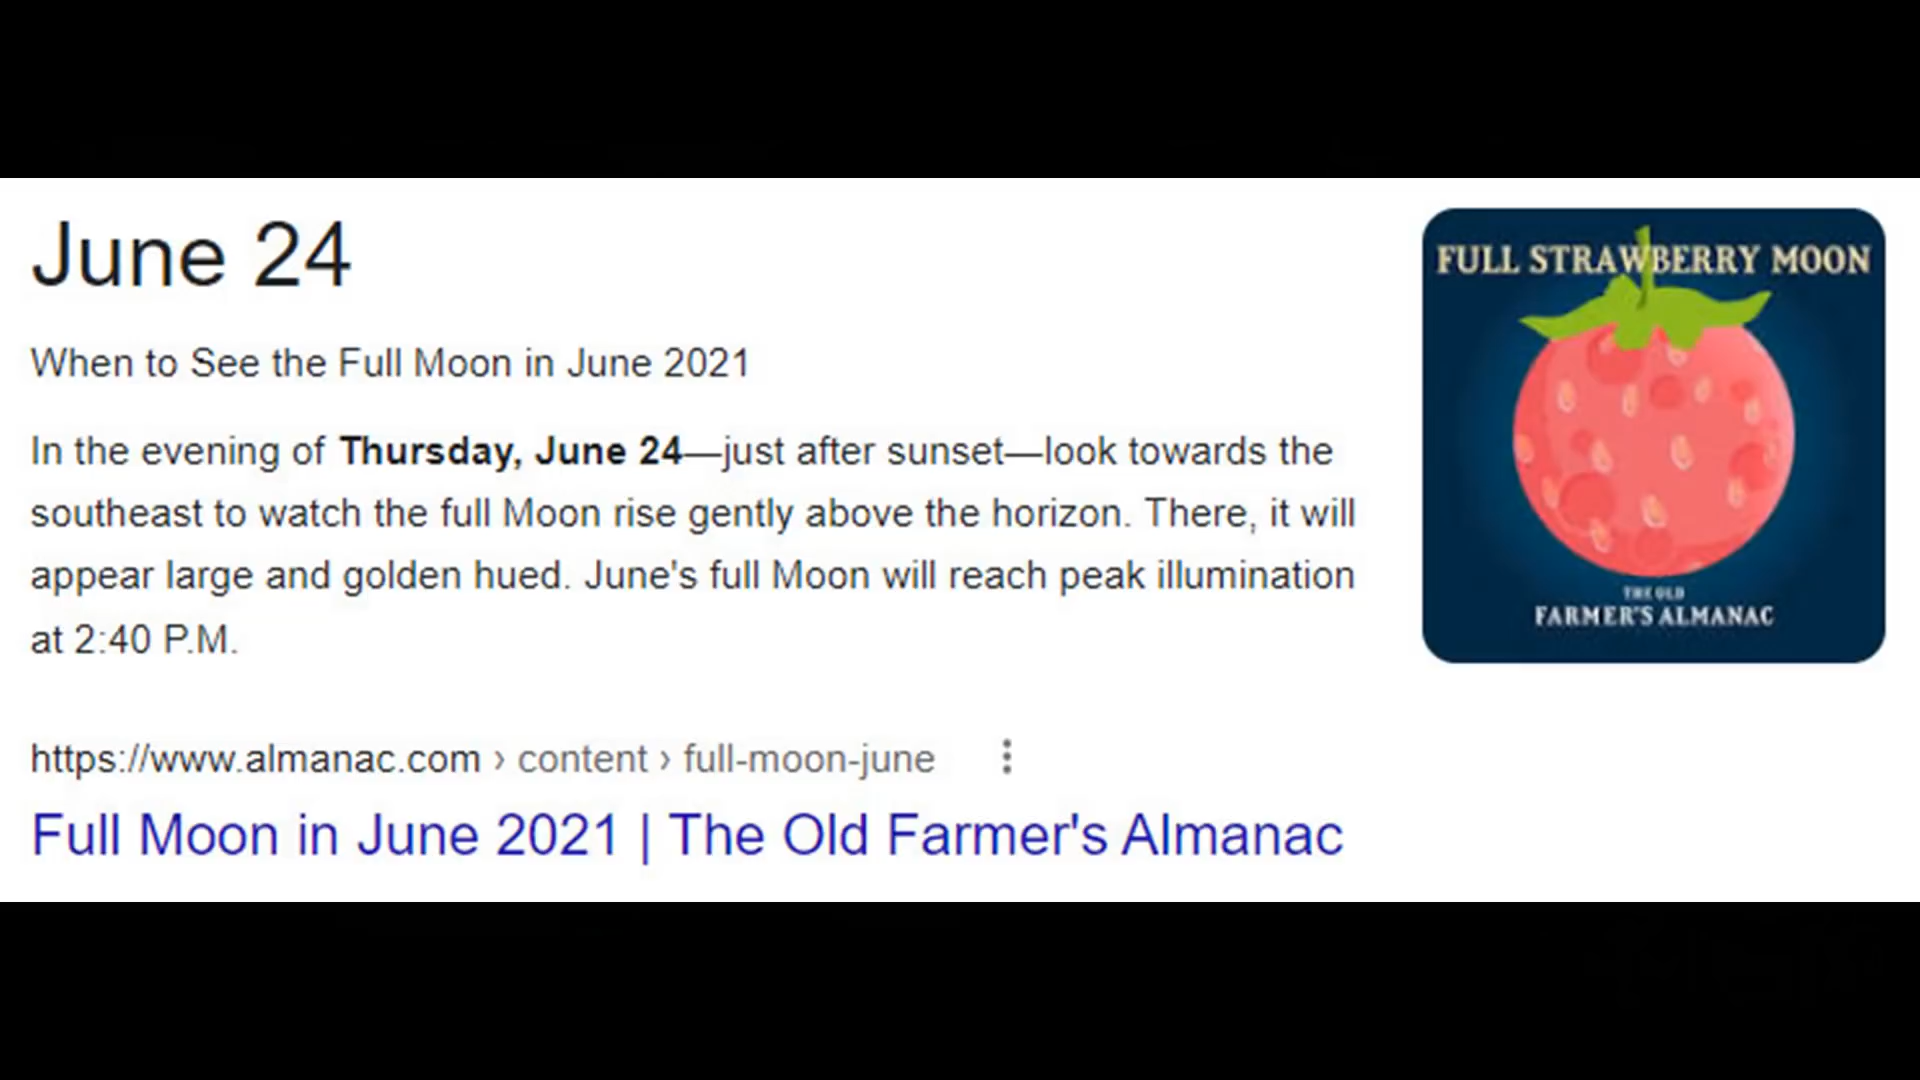 June 24
When to See the Full Moon in June 2021
In the evening of Thursday, June 24—just after sunset—look towards the
southeast to watch the full Moon rise gently above the horizon. There, it will
appear large and golden hued. June's full Moon will reach peak illumination
at 2:40 P.M.
https://www.almanac.com › content › full-moon-june
Full Moon in June 2021 | The Old Farmer's Almanac
FULL STRAWBERRY MOON
THE OLD
FARMER'S ALMANAC